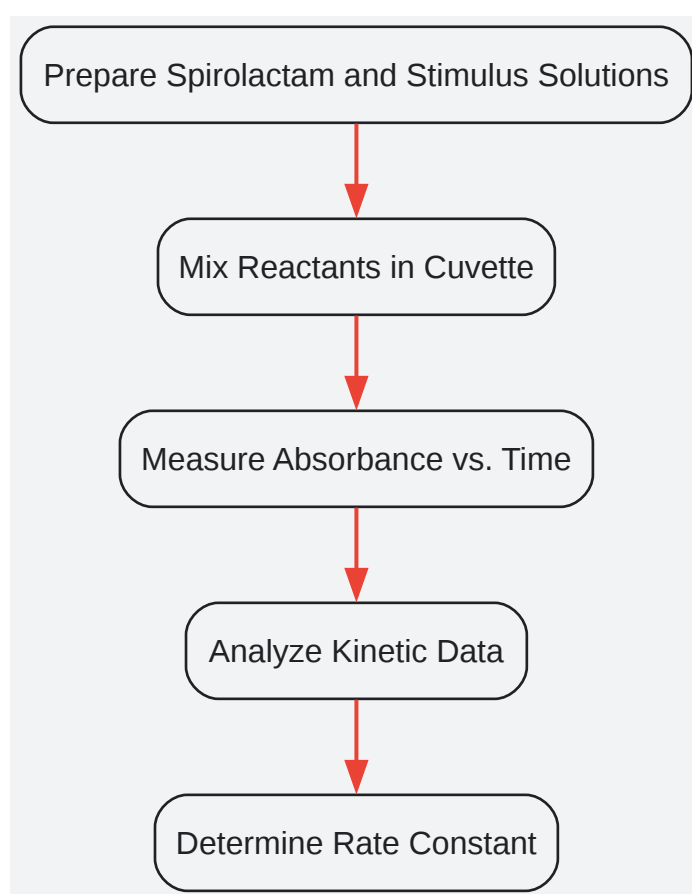 Prepare Spirolactam and Stimulus Solutions
Mix Reactants in Cuvette
Measure Absorbance vs. Time
Analyze Kinetic Data
Determine Rate Constant